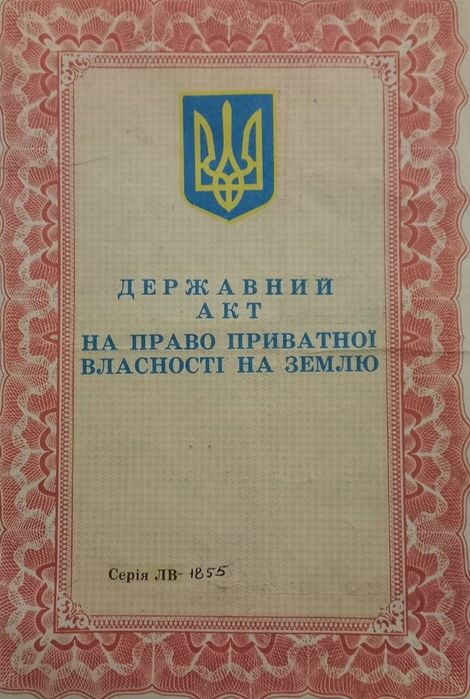 ДЕРЖАВНИЙ
АКТ
НА ПРАВО ПРИВАТНОЇ
ВЛАСНОСТІ НА ЗЕМЛЮ
Серія ЛВ- 1855